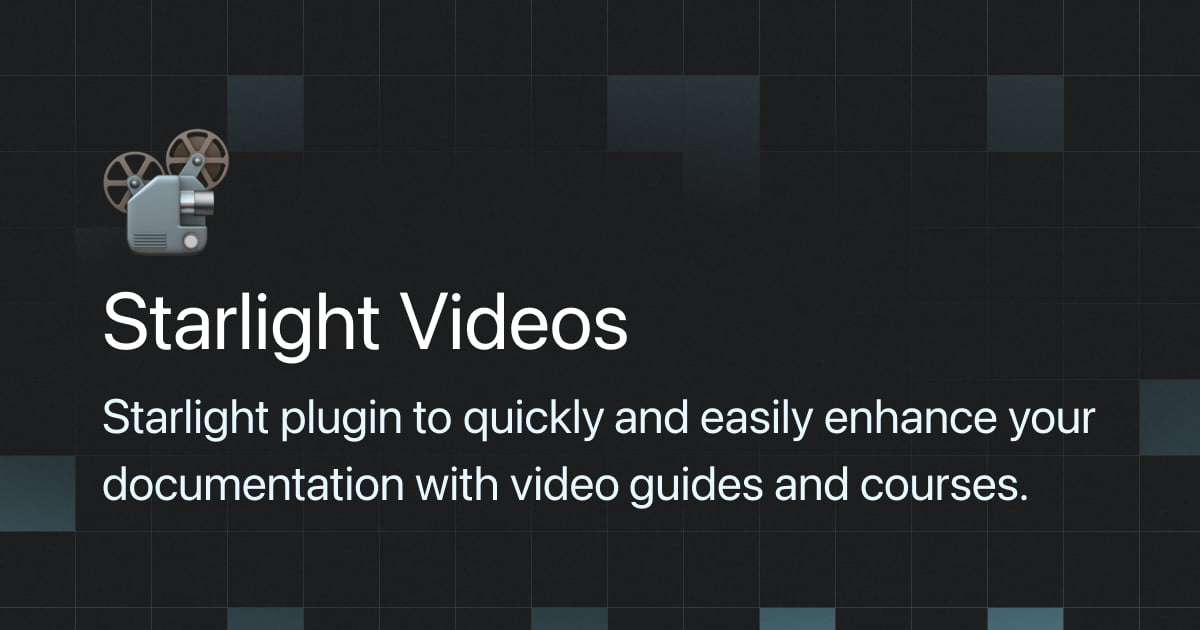 Starlight Videos
Starlight plugin to quickly and easily enhance your
documentation with video guides and courses.